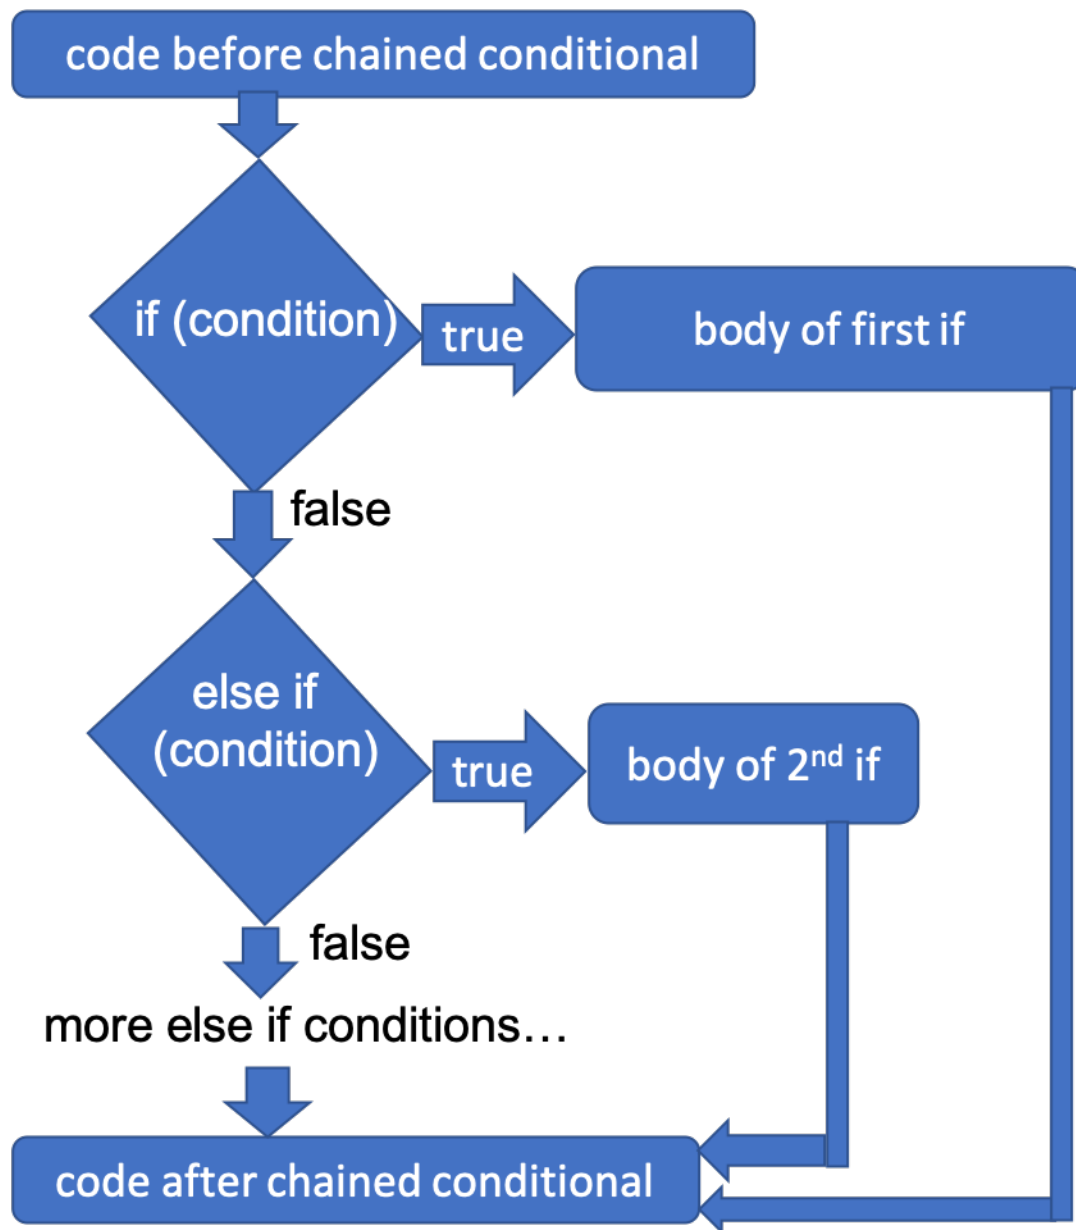 code before chained conditional
if (condition)
true
body of first if
false
else if
(condition)
true
body of 2nd if
false
more else if conditions…
code after chained conditional